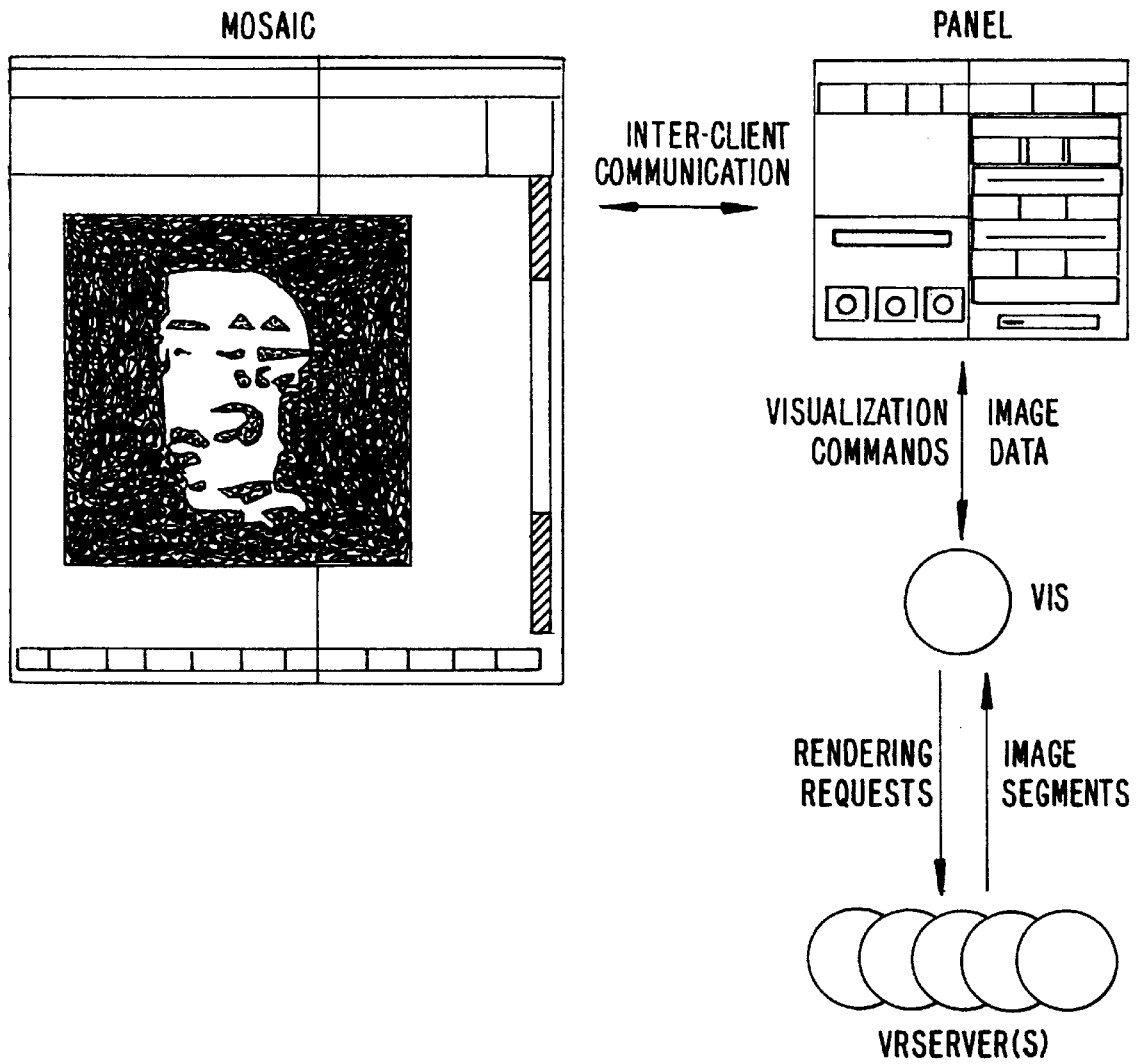 MOSAIC
PANEL
INTER-CLIENT
COMMUNICATION
VISUALIZATION
COMMANDS
IMAGE
DATA
VIS
RENDERING
REQUESTS
IMAGE
SEGMENTS
VRSERVER(S)